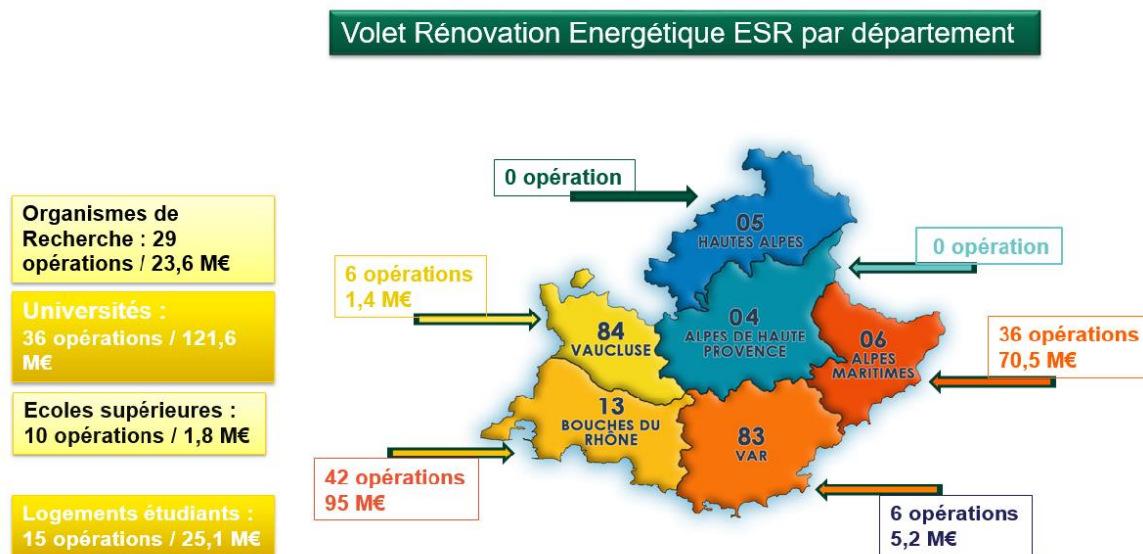 Volet Rénovation Energétique ESR par département
Organismes de
Recherche : 29
opérations / 23,6 M€
Universités :
36 opérations / 121,6
M€
Ecoles supérieures :
10 opérations / 1,8 M€
Logements étudiants :
15 opérations / 25,1 M€
0 opération
05
HAUTES ALPES
0 opération
6 opérations
1,4 M€
84
VAUCLUSE
04
ALPES DE HAUTE
PROVENCE
06
ALPES
MARITIMES
36 opérations
70,5 M€
13
BOUCHES DU
RHÔNE
83
VAR
42 opérations
95 M€
6 opérations
5,2 M€